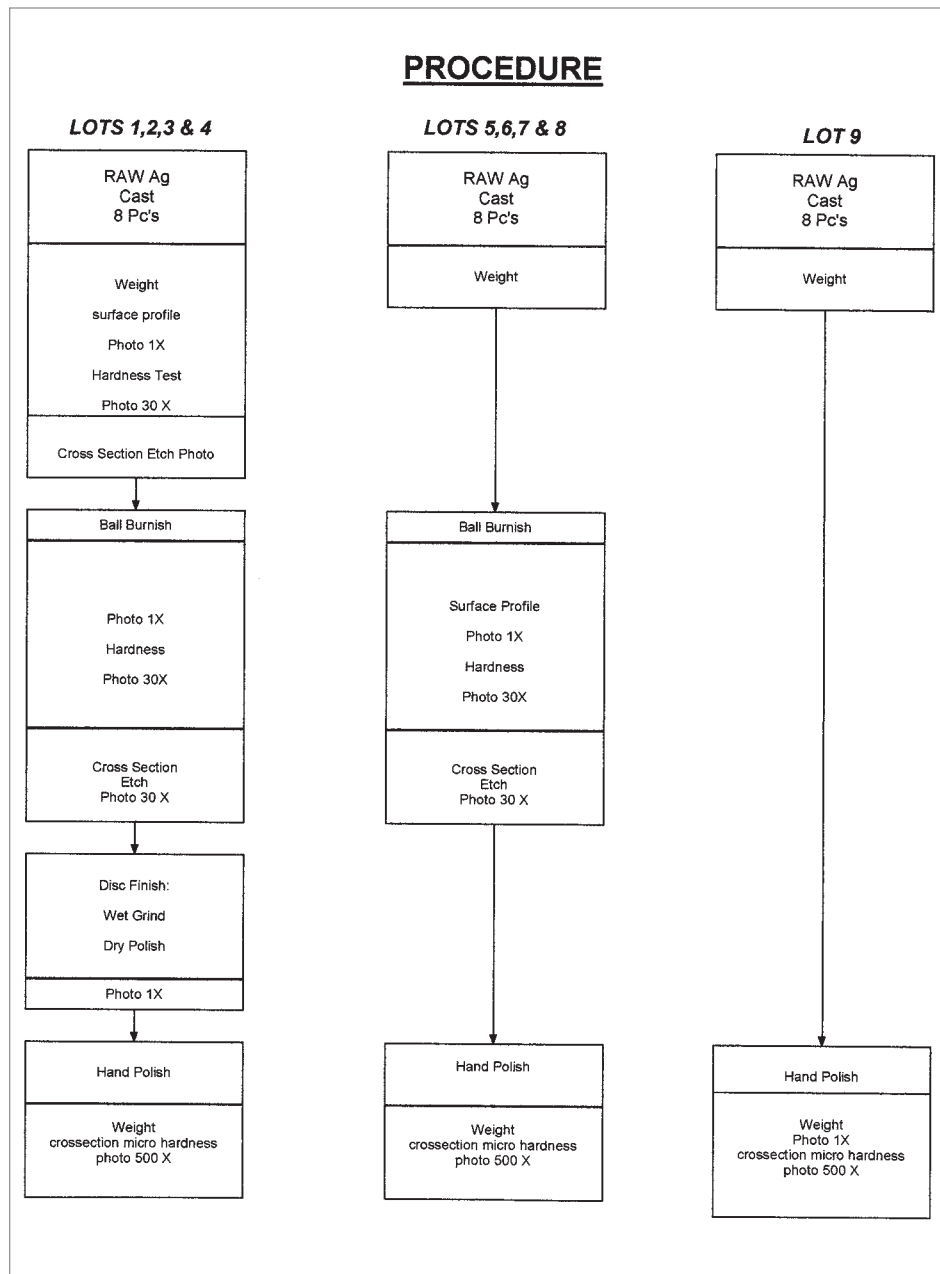 PROCEDURE
LOTS 1,2,3 & 4
RAW Ag
Cast
8 Pc's
Weight
surface profile
Photo 1X
Hardness Test
Photo 30 X
Cross Section Etch Photo
Ball Burnish
Photo 1X
Hardness
Photo 30X
Cross Section
Etch
Photo 30 X
Disc Finish:
Wet Grind
Dry Polish
Photo 1X
Hand Polish
Weight
crossection micro hardness
photo 500 X
LOTS 5,6,7 & 8
RAW Ag
Cast
8 Pc's
Weight
Ball Burnish
Surface Profile
Photo 1X
Hardness
Photo 30X
Cross Section
Etch
Photo 30 X
Hand Polish
Weight
crossection micro hardness
photo 500 X
LOT 9
RAW Ag
Cast
8 Pc's
Weight
Hand Polish
Weight
Photo 1X
crossection micro hardness
photo 500 X